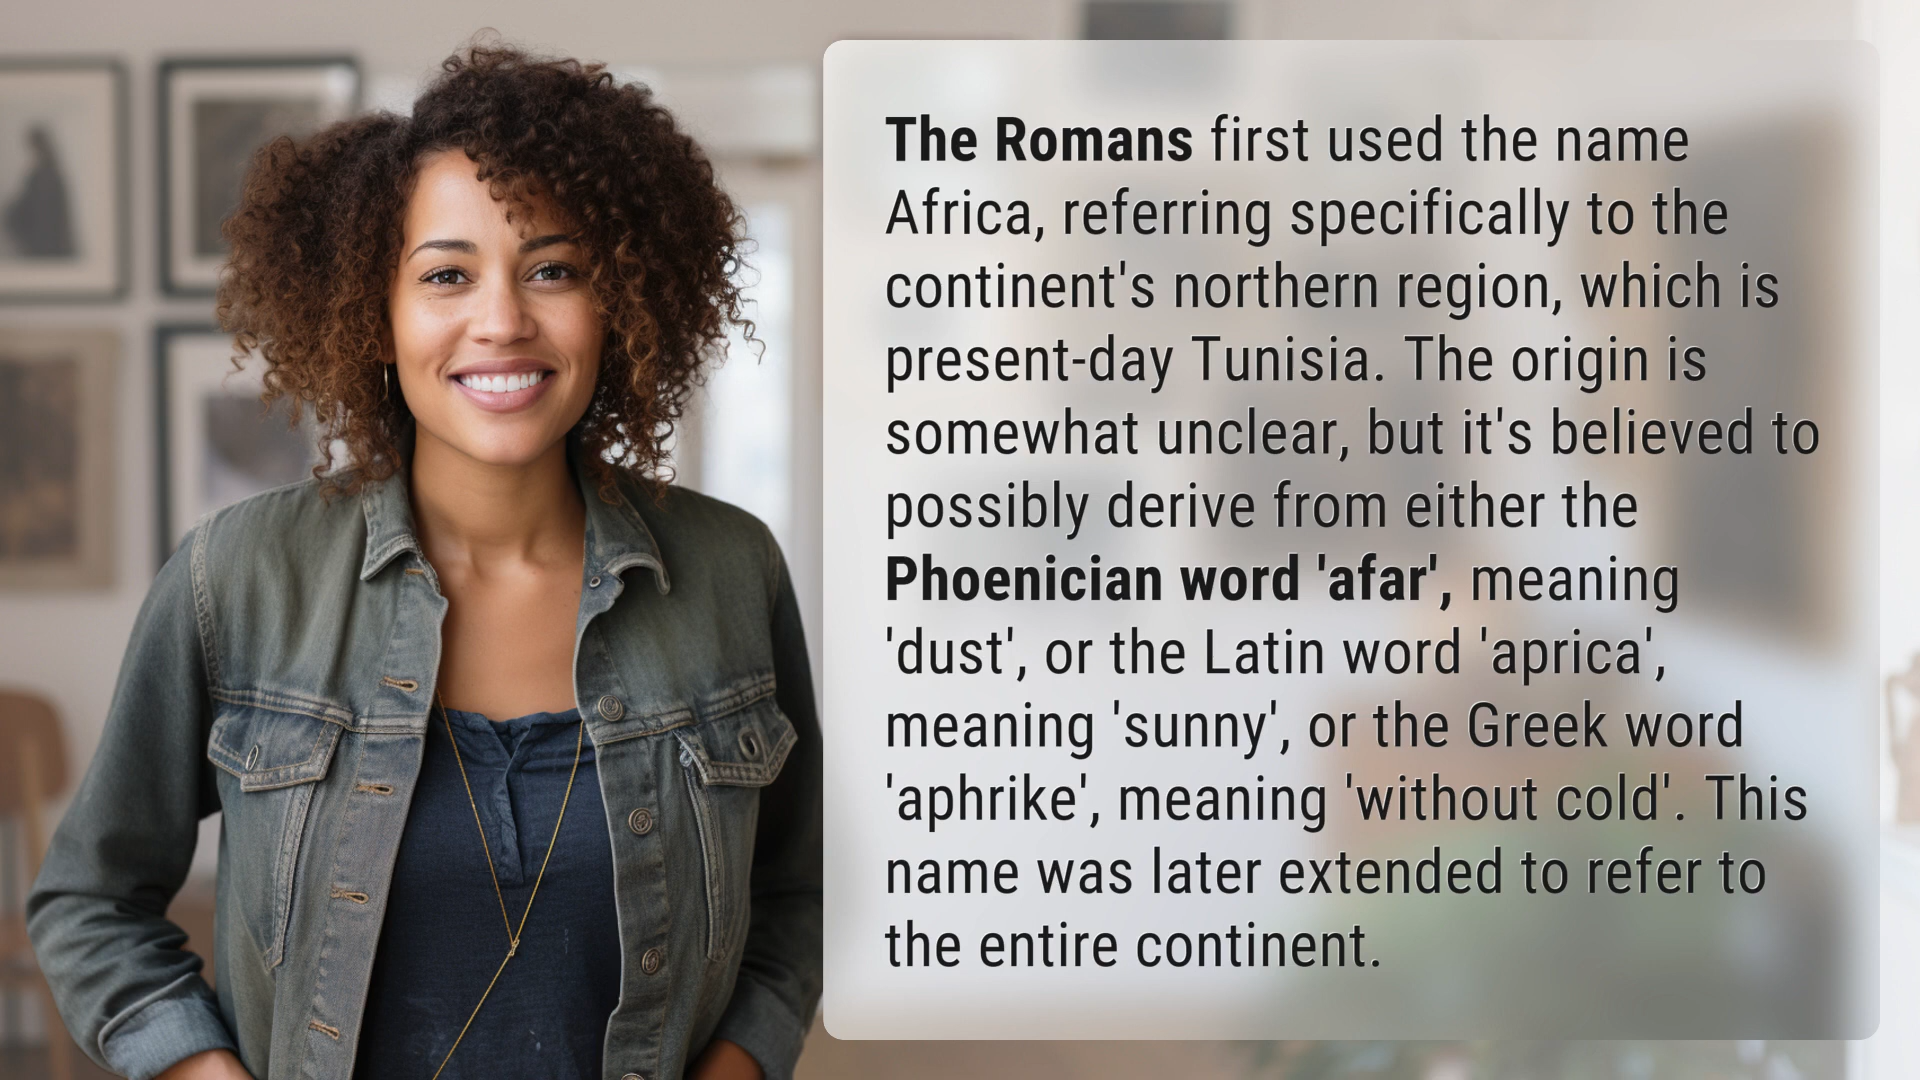 The Romans first used the name
Africa, referring specifically to the
continent's northern region, which is
present-day Tunisia. The origin is
somewhat unclear, but it's believed to
possibly derive from either the
Phoenician word 'afar', meaning
'dust', or the Latin word 'aprica',
meaning 'sunny', or the Greek word
'aphrike', meaning 'without cold'. This
name was later extended to refer to
the entire continent.